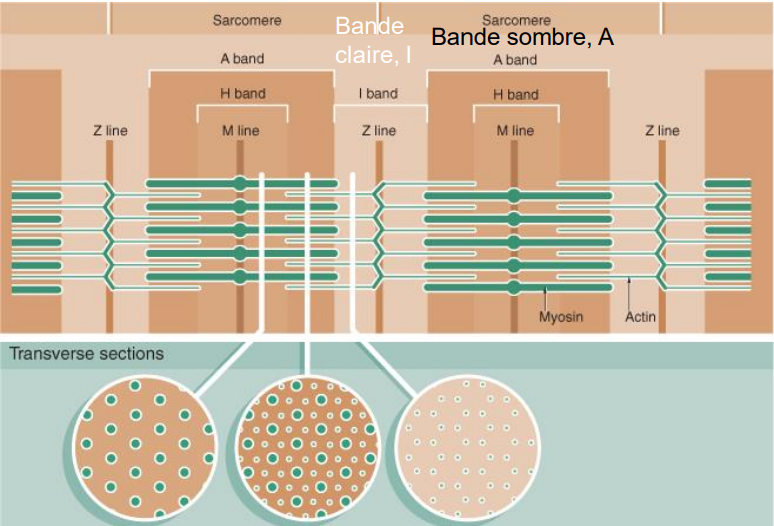 Sarcomere
Sarcomere
Bande
claire, I
Bande sombre, A
A band
A band
H band
I band
H band
Z line
M line
Z line
M line
Z line
Myosin
Actin
Transverse sections